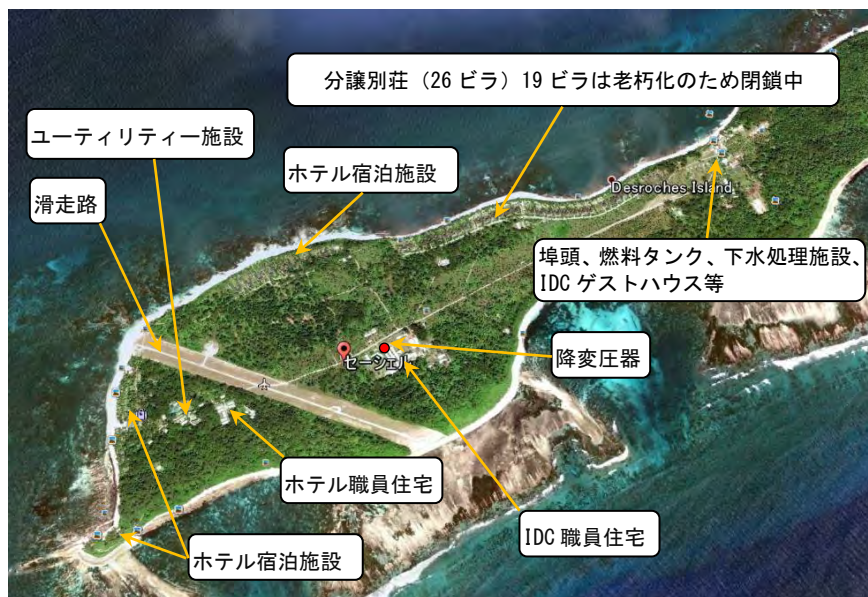 分譲別荘（26 ビラ）19 ビラは老朽化のため閉鎖中
ユーティリティー施設
ホテル宿泊施設
滑走路
Desroches Island
埠頭、燃料タンク、下水処理施設、
IDC ゲストハウス等
セーシェル
降変圧器
ホテル職員住宅
IDC 職員住宅
ホテル宿泊施設